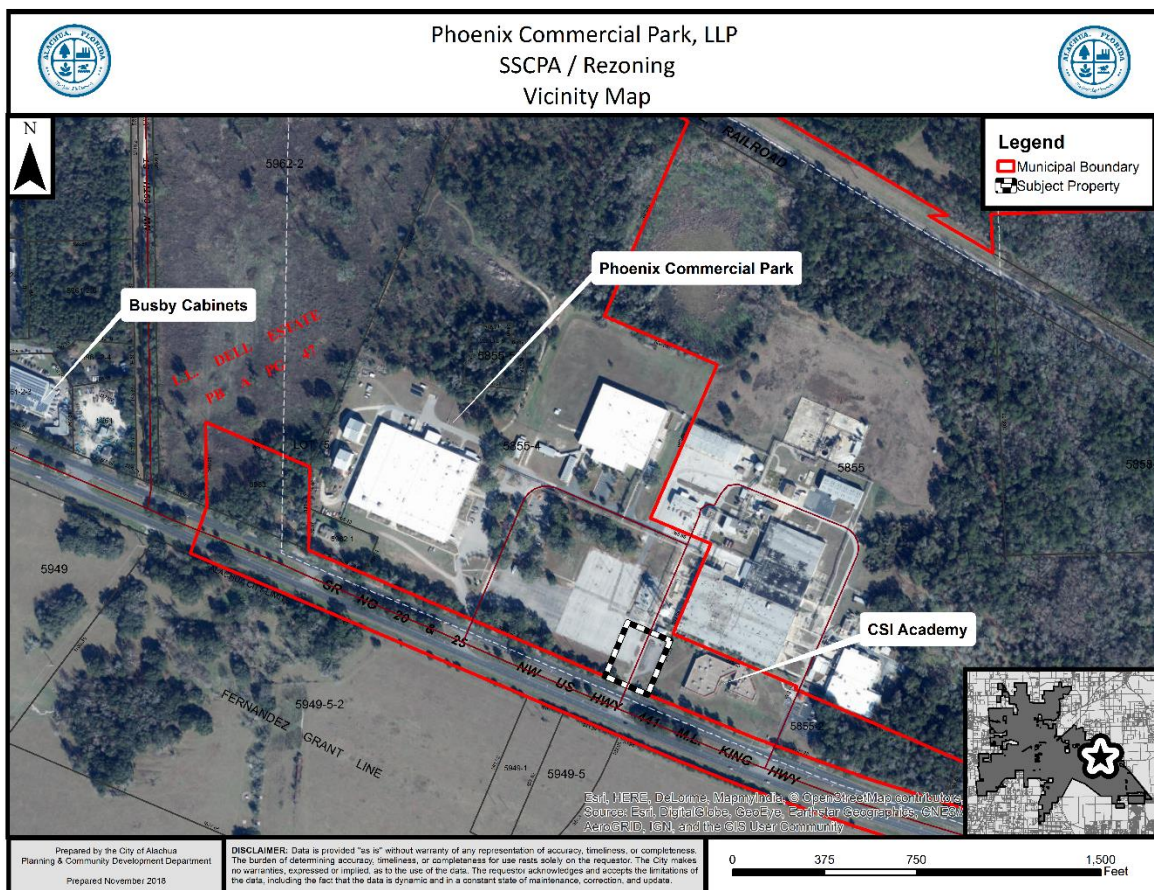 Phoenix Commercial Park, LLP
SSCPA / Rezoning
Vicinity Map
ALACHUA, FLORIDA
ALACHUA, FLORIDA
N
Legend
Municipal Boundary
Subject Property
RAILROAD
5962-2
Phoenix Commercial Park
Busby Cabinets
L.L. DELL ESTATE
PB A PG 47
5855-4
5855
5949
SR NO 20 & 25
NW US HWY 441
M.L. KING HWY
CSI Academy
5949-5-2
FERNANDEZ GRANT LINE
5949-1
5949-5
Esri, HERE, DeLorme, MapmyIndia, © OpenStreetMap contributors,
Source: Esri, DigitalGlobe, GeoEye, Earthstar Geographics, CNES/
AeroGRID, IGN, and the GIS User Community
Prepared by the City of Alachua
Planning & Community Development Department
Prepared November 2018
DISCLAIMER: Data is provided "as is" without warranty of any representation of accuracy, timeliness, or completeness.
The burden of determining accuracy, timeliness, or completeness for use rests solely on the requestor. The City makes
no warranties, expressed or implied, as to the use of the data. The requestor acknowledges and accepts the limitations of
the data, including the fact that the data is dynamic and in a constant state of maintenance, correction, and update.
0 375 750 1,500
Feet